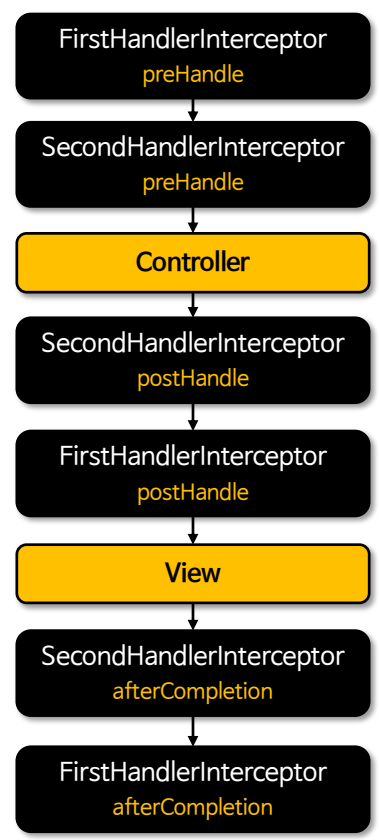 FirstHandlerInterceptor
preHandle
SecondHandlerInterceptor
preHandle
Controller
SecondHandlerInterceptor
postHandle
FirstHandlerInterceptor
postHandle
View
SecondHandlerInterceptor
afterCompletion
FirstHandlerInterceptor
afterCompletion